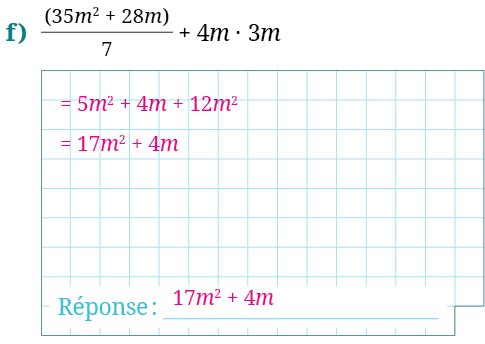 f) (35m² + 28m)/7 + 4m · 3m
= 5m² + 4m + 12m²
= 17m² + 4m
Réponse : 17m² + 4m